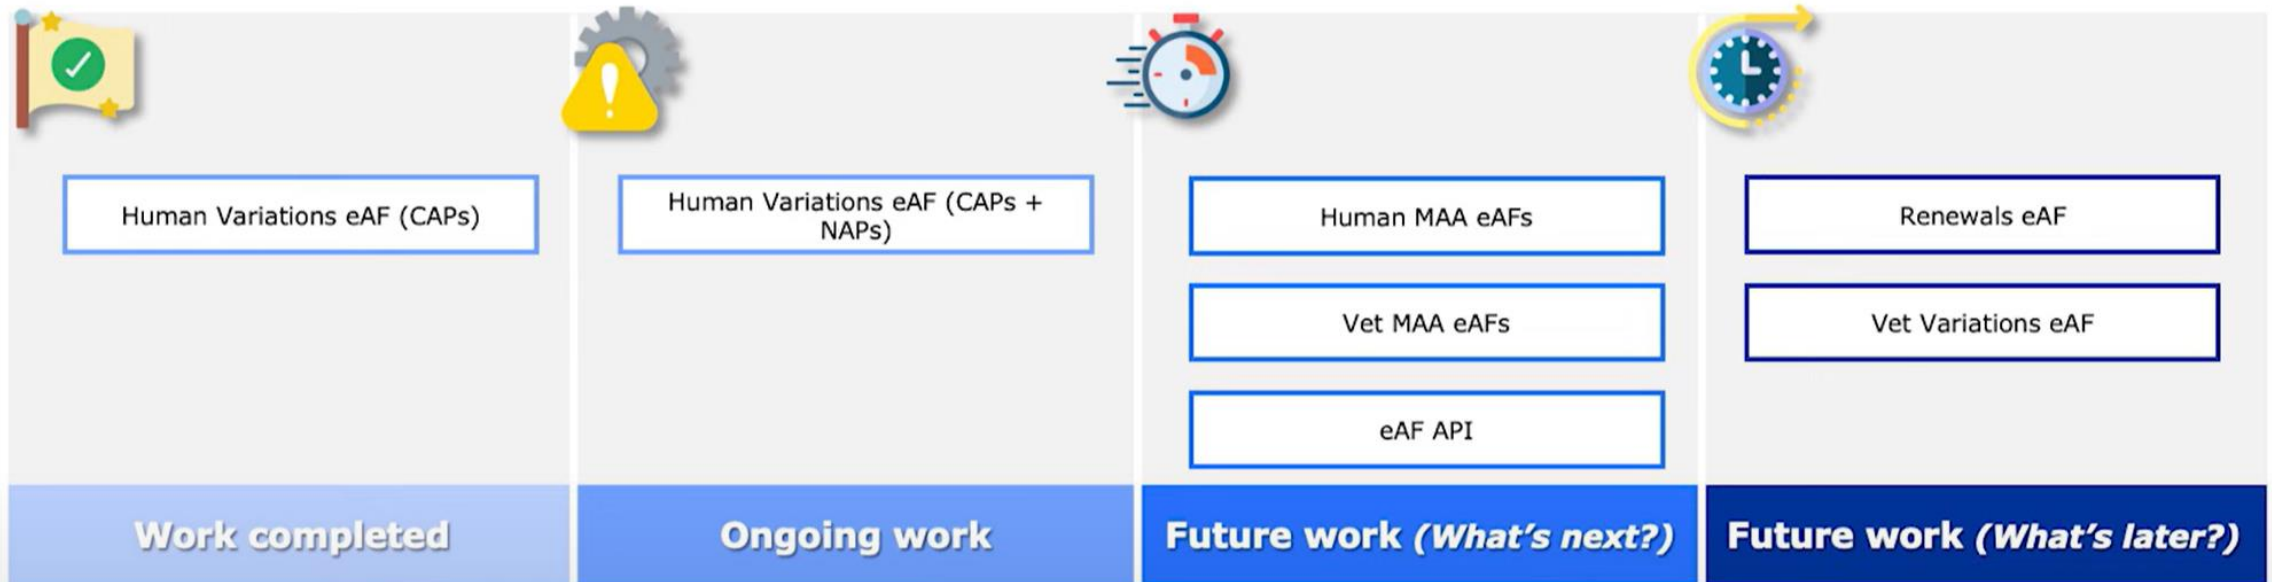 Human Variations eAF (CAPs)
Human Variations eAF (CAPs +
NAPs)
Human MAA eAFs
Vet MAA eAFs
eAF API
Renewals eAF
Vet Variations eAF
Work completed
Ongoing work
Future work (What's next?)
Future work (What's later?)